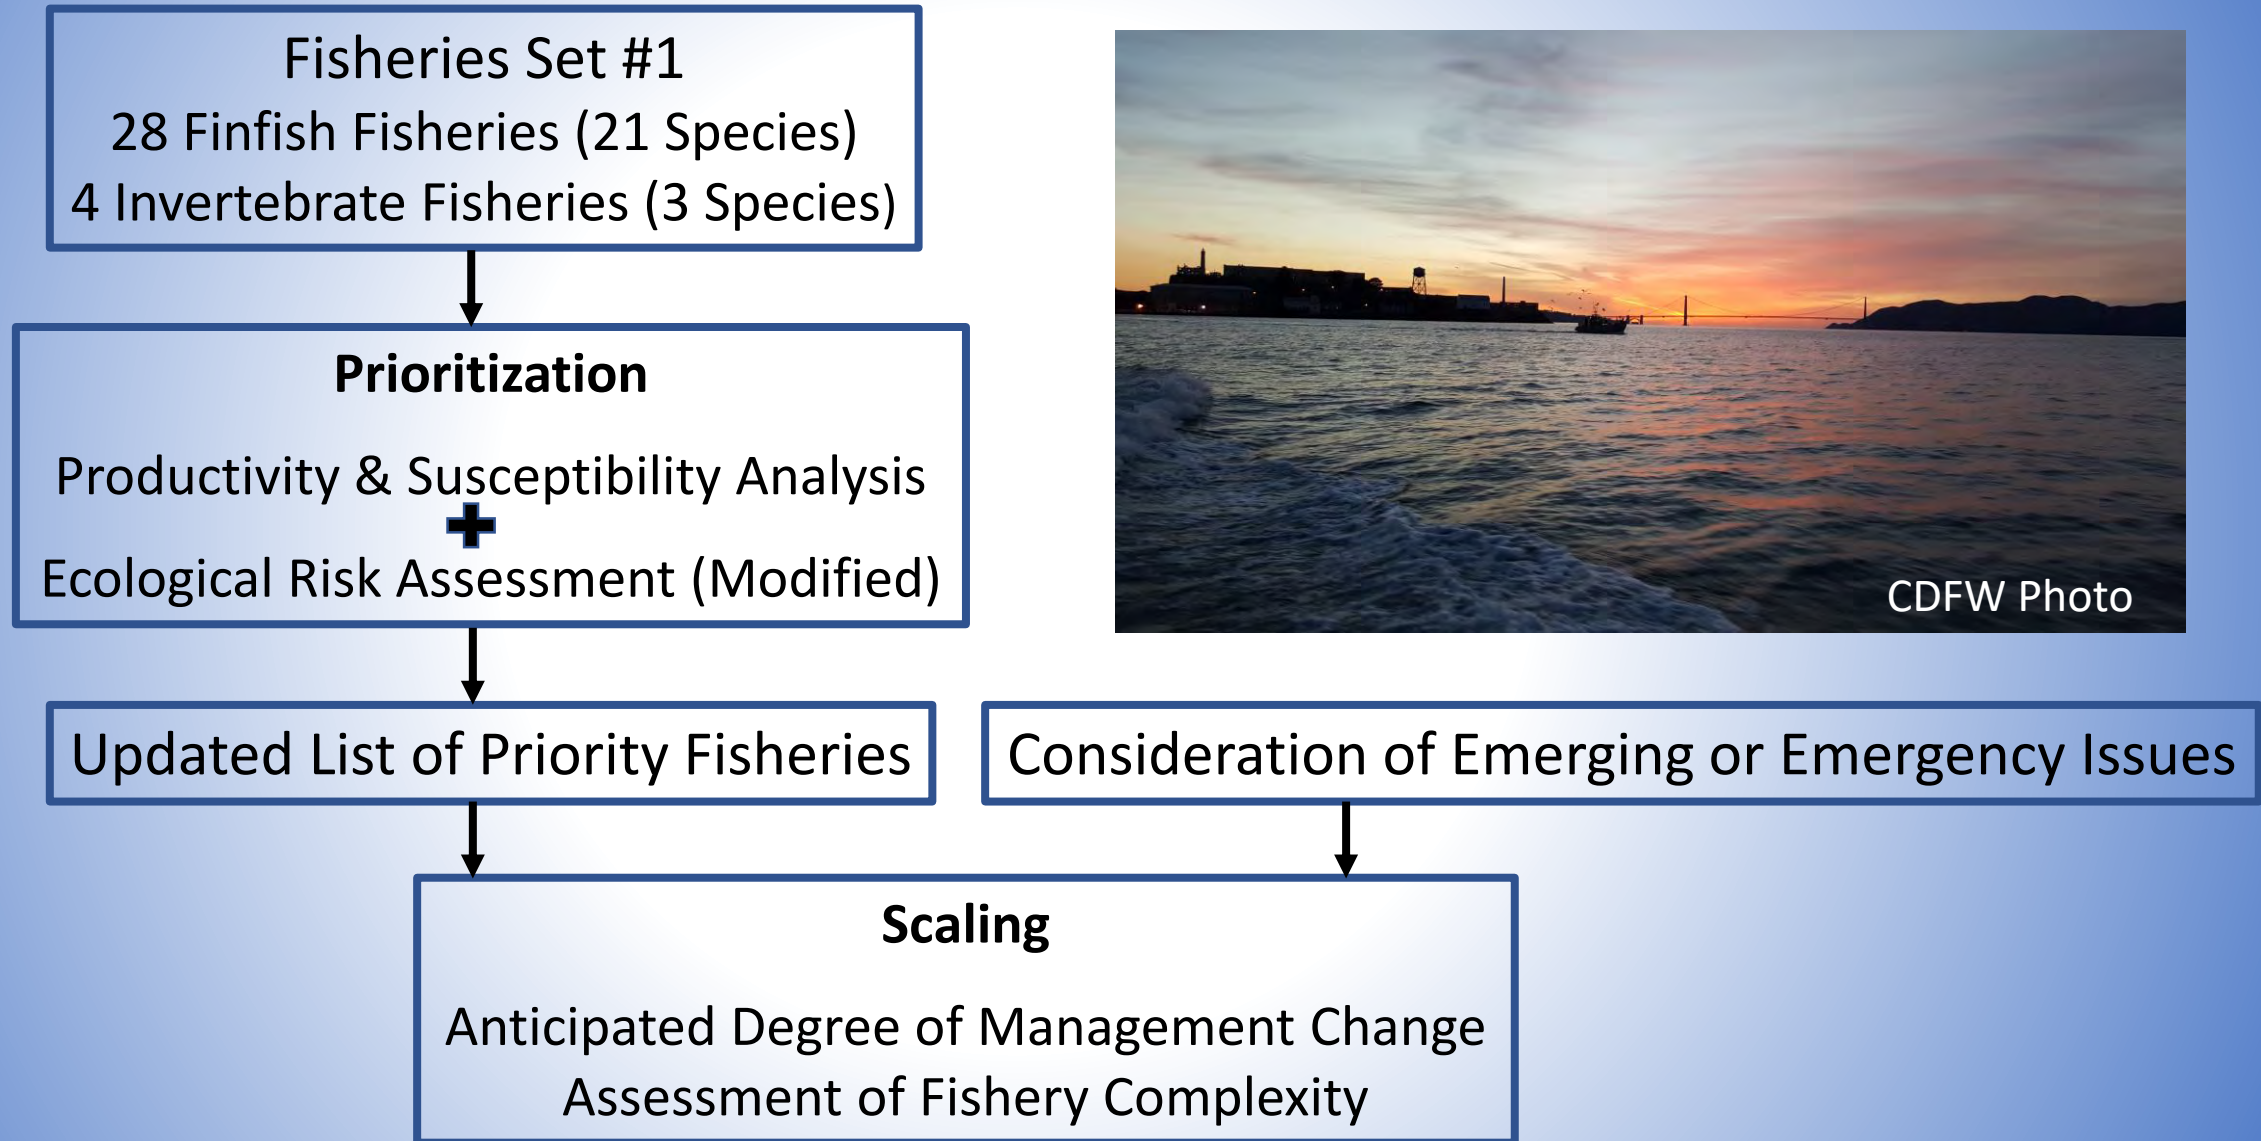 Fisheries Set #1
28 Finfish Fisheries (21 Species)
4 Invertebrate Fisheries (3 Species)
Prioritization
Productivity & Susceptibility Analysis
Ecological Risk Assessment (Modified)
CDFW Photo
Updated List of Priority Fisheries
Consideration of Emerging or Emergency Issues
Scaling
Anticipated Degree of Management Change
Assessment of Fishery Complexity